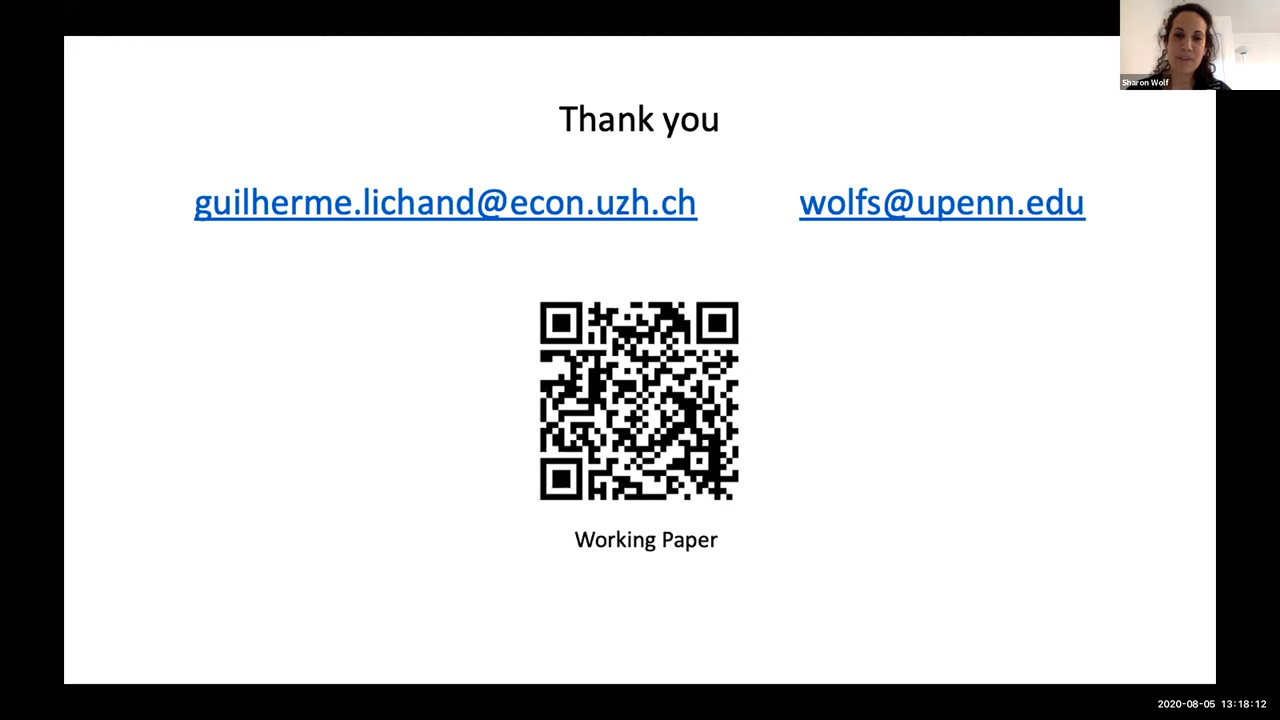 Sharon Wolf
Thank you
guilherme.lichand@econ.uzh.ch wolfs@upenn.edu
Working Paper
2020-08-05 13:18:12